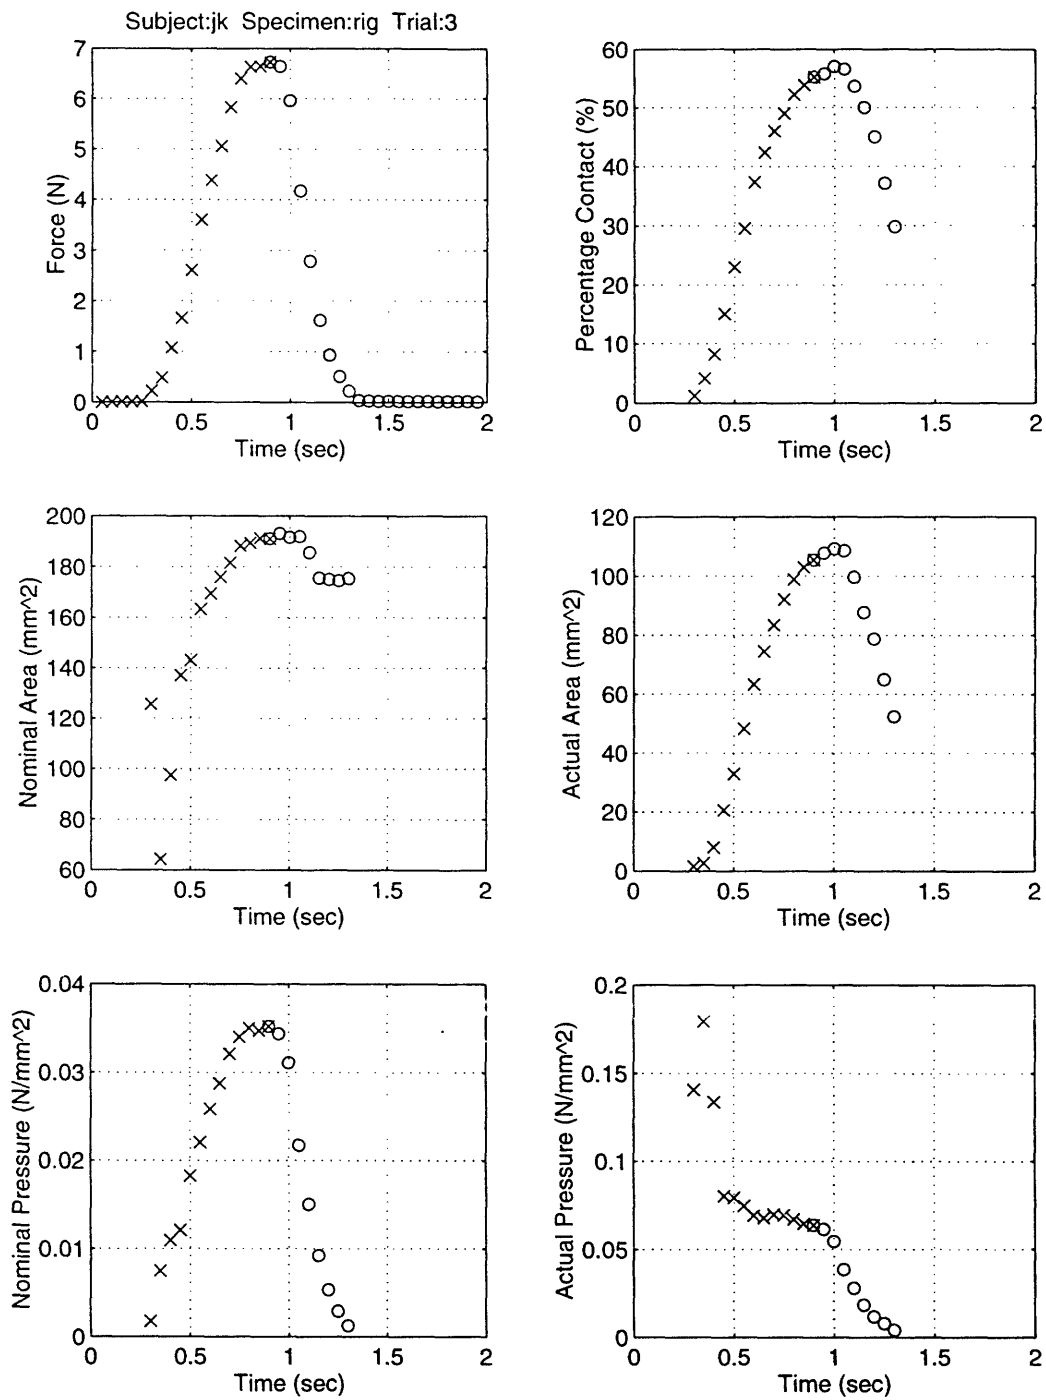 Subject:jk Specimen:rig Trial:3
7
6
5
4
3
2
1
0
Force (N)
0 0.5 1 1.5 2
Time (sec)
60
50
40
30
20
10
0
Percentage Contact (%)
0 0.5 1 1.5 2
Time (sec)
200
180
160
140
120
100
80
60
Nominal Area (mm^2)
0 0.5 1 1.5 2
Time (sec)
120
100
80
60
40
20
0
Actual Area (mm^2)
0 0.5 1 1.5 2
Time (sec)
0.04
0.03
0.02
0.01
0
Nominal Pressure (N/mm^2)
0 0.5 1 1.5 2
Time (sec)
0.2
0.15
0.1
0.05
0
Actual Pressure (N/mm^2)
0 0.5 1 1.5 2
Time (sec)